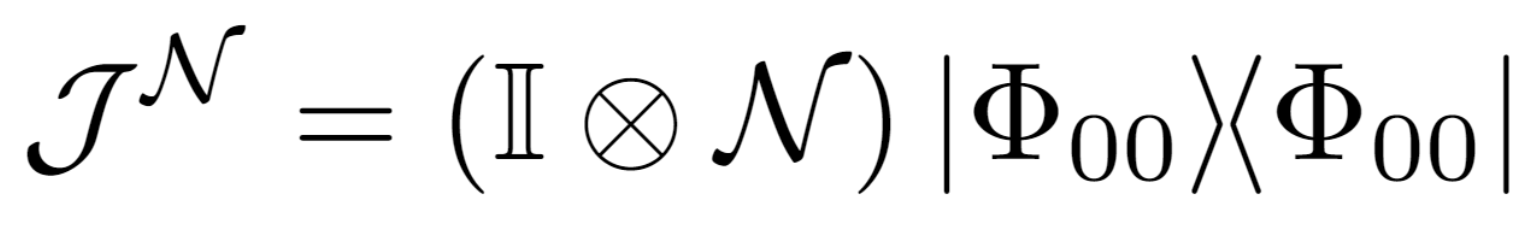 𝒥^𝒩 = (𝕀 ⊗ 𝒩) |Φ₀₀⟩⟨Φ₀₀|